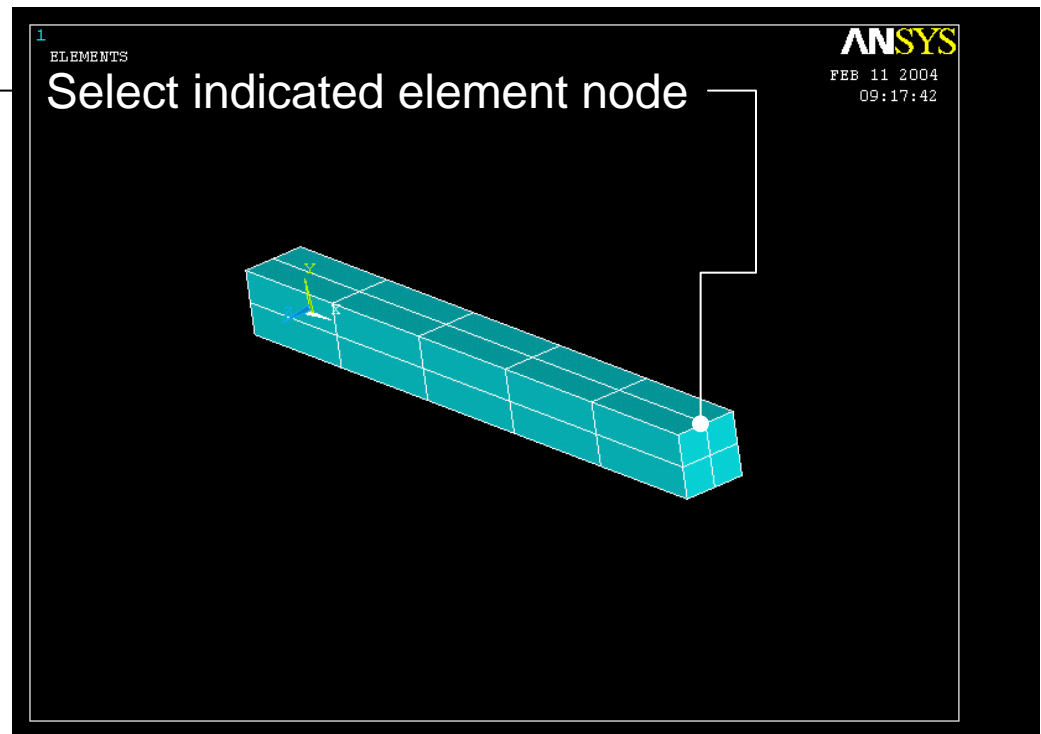 1
ELEMENTS
ANSYS
FEB 11 2004
09:17:42
Select indicated element node
Y
X
Z